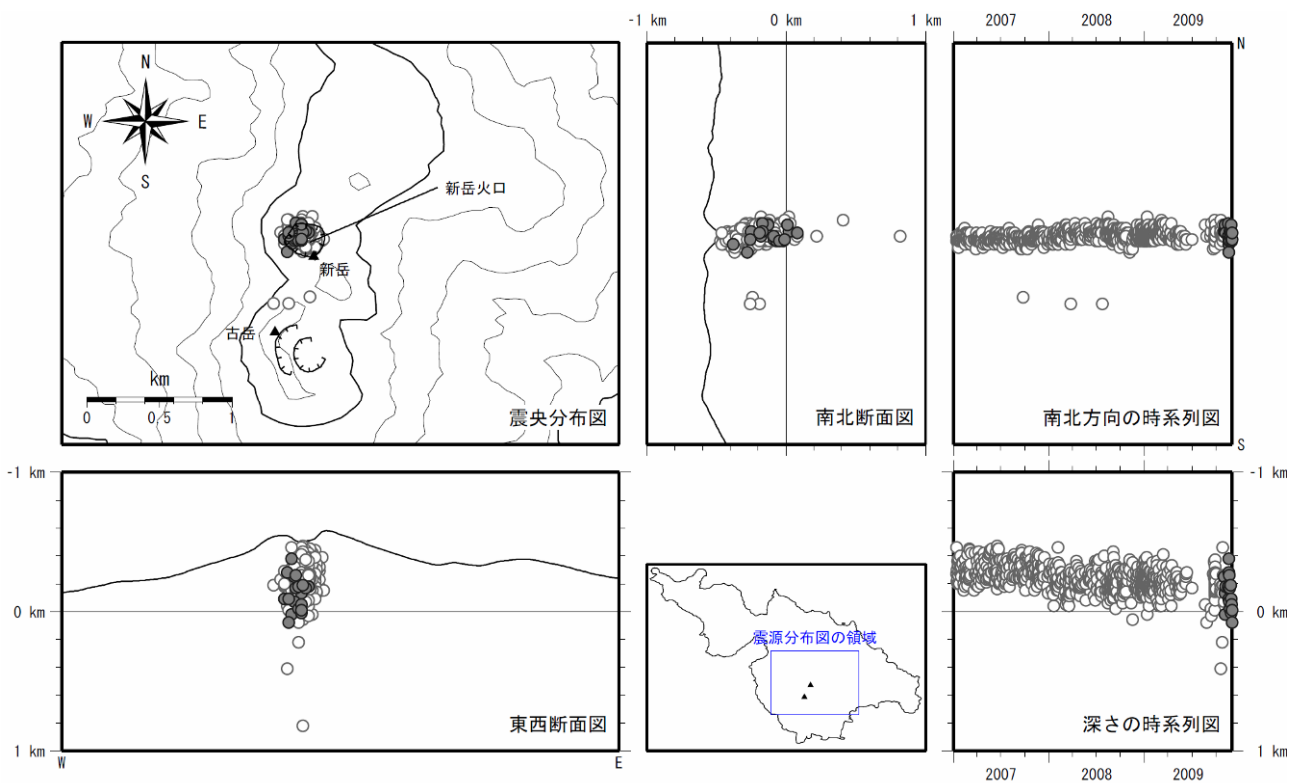 -1 km 0 km 1 km
2007 2008 2009
N
N
W E
S
新岳火口
新岳
古岳
km
0 0.5 1
震央分布図
南北断面図
南北方向の時系列図
S
-1 km
0 km
1 km
東西断面図
W E
震源分布図の領域
-1 km
0 km
1 km
深さの時系列図
2007 2008 2009